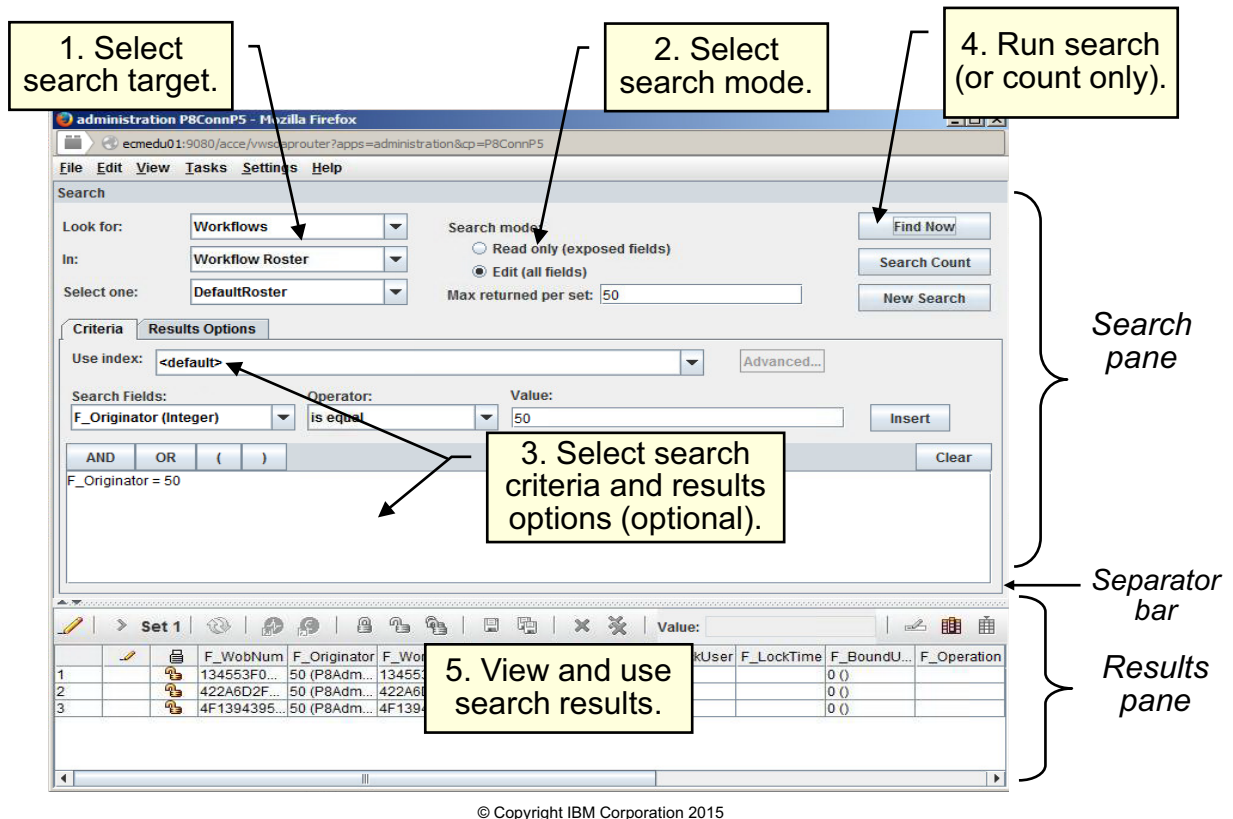 1. Select
search target.
2. Select
search mode.
4. Run search
(or count only).
administration P8ConnP5 - Mozilla Firefox
ecmedu01:9080/acce/vwsoaprouter?apps=administration&cp=P8ConnP5
File Edit View Tasks Settings Help
Search
Look for: Workflows
Search mode:
Find Now
Read only (exposed fields)
In: Workflow Roster
Edit (all fields)
Search Count
Select one: DefaultRoster
Max returned per set: 50
New Search
Search
pane
Criteria Results Options
Use index: <default> Advanced...
Search Fields: Operator: Value:
F_Originator (Integer) is equal 50 Insert
AND OR ( ) Clear
F_Originator = 50
3. Select search
criteria and results
options (optional).
Separator
bar
Set 1 Value:
F_WobNum F_Originator F_Wor kUser F_LockTime F_BoundU... F_Operation
1 134553F0... 50 (P8Adm... 134553 0 ()
2 422A6D2F... 50 (P8Adm... 422A6D 0 ()
3 4F1394395... 50 (P8Adm... 4F1394 0 ()
5. View and use
search results.
Results
pane
© Copyright IBM Corporation 2015